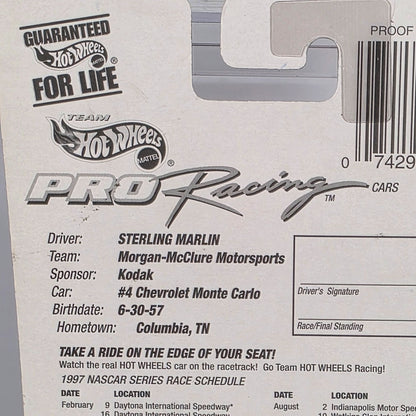 GUARANTEED
HOT WHEELS
FOR LIFE
PROOF
TEAM
HOT WHEELS
MATTEL
PRO Racing™ CARS
0 7429
Driver: STERLING MARLIN
Team: Morgan-McClure Motorsports
Sponsor: Kodak
Car: #4 Chevrolet Monte Carlo
Birthdate: 6-30-57
Hometown: Columbia, TN
Driver's Signature
Race/Final Standing
TAKE A RIDE ON THE EDGE OF YOUR SEAT!
Watch the real HOT WHEELS car on the racetrack! Go Team HOT WHEELS Racing!
1997 NASCAR SERIES RACE SCHEDULE
DATE LOCATION DATE LOCATION
February 9 Daytona International Speedway* August 2 Indianapolis Motor Spee
16 Daytona International Speedway